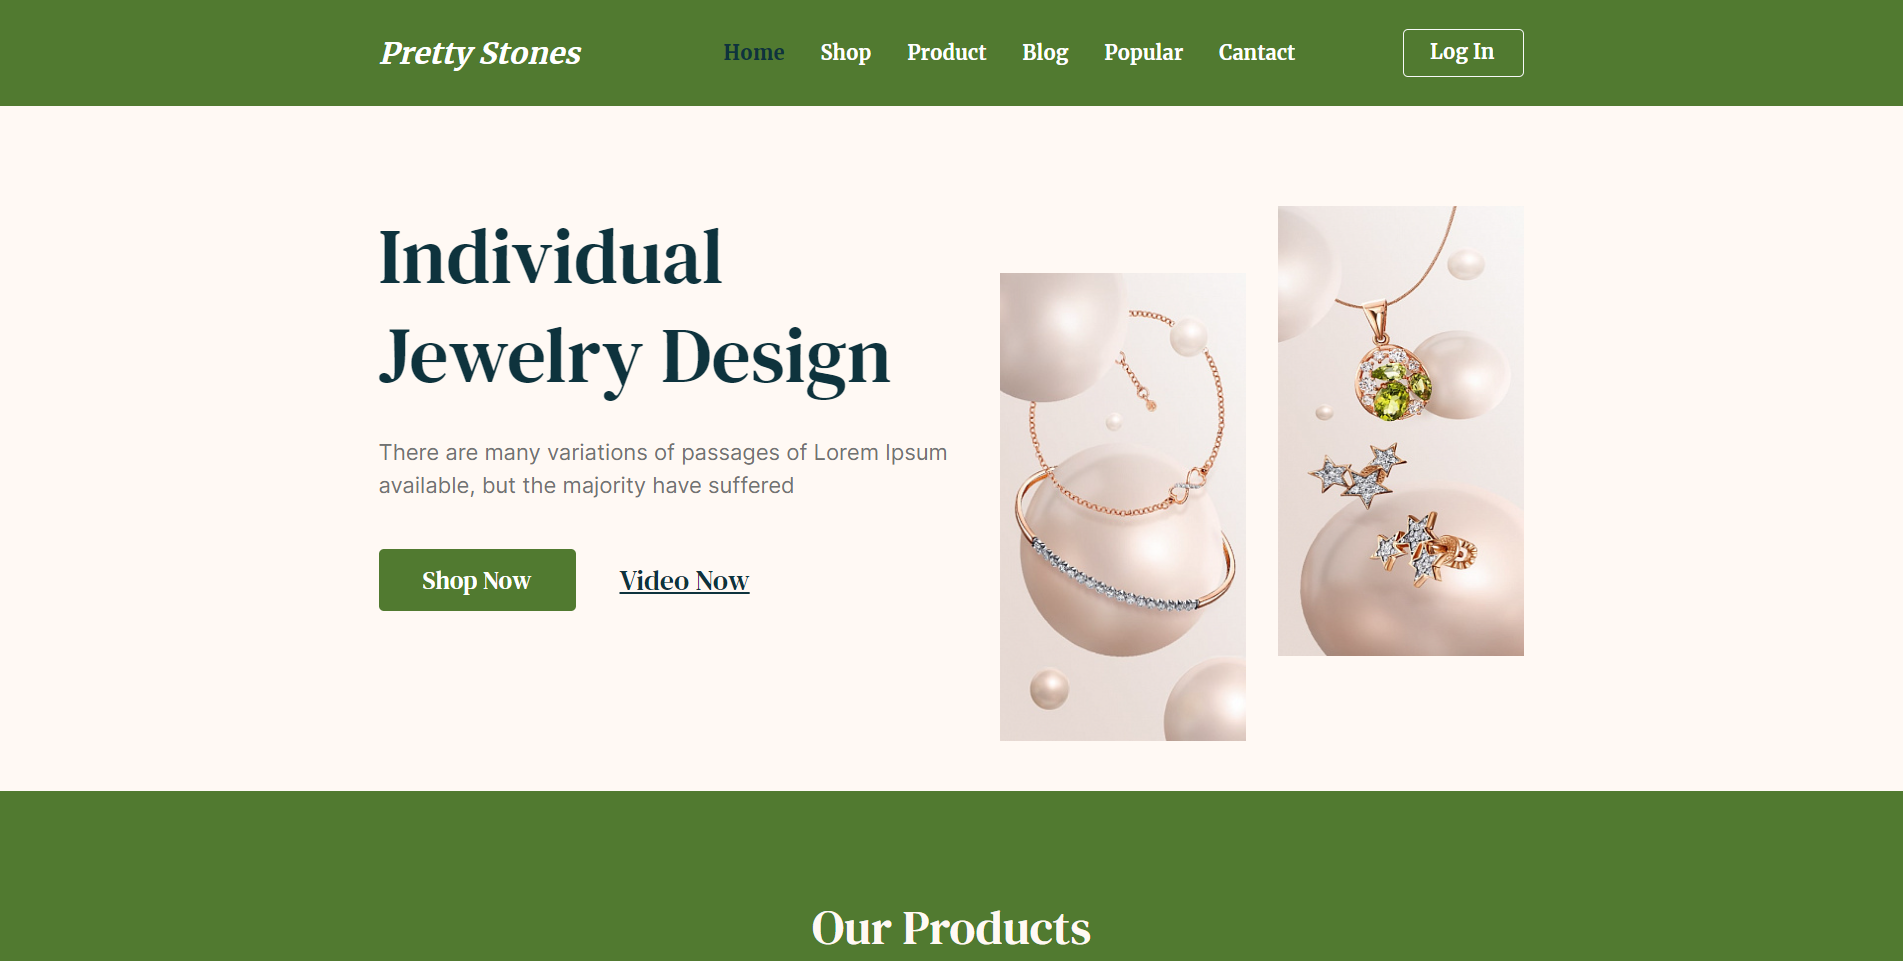 Pretty Stones
Home Shop Product Blog Popular Cantact
Log In
Individual
Jewelry Design
There are many variations of passages of Lorem Ipsum
available, but the majority have suffered
Shop Now
Video Now
Our Products